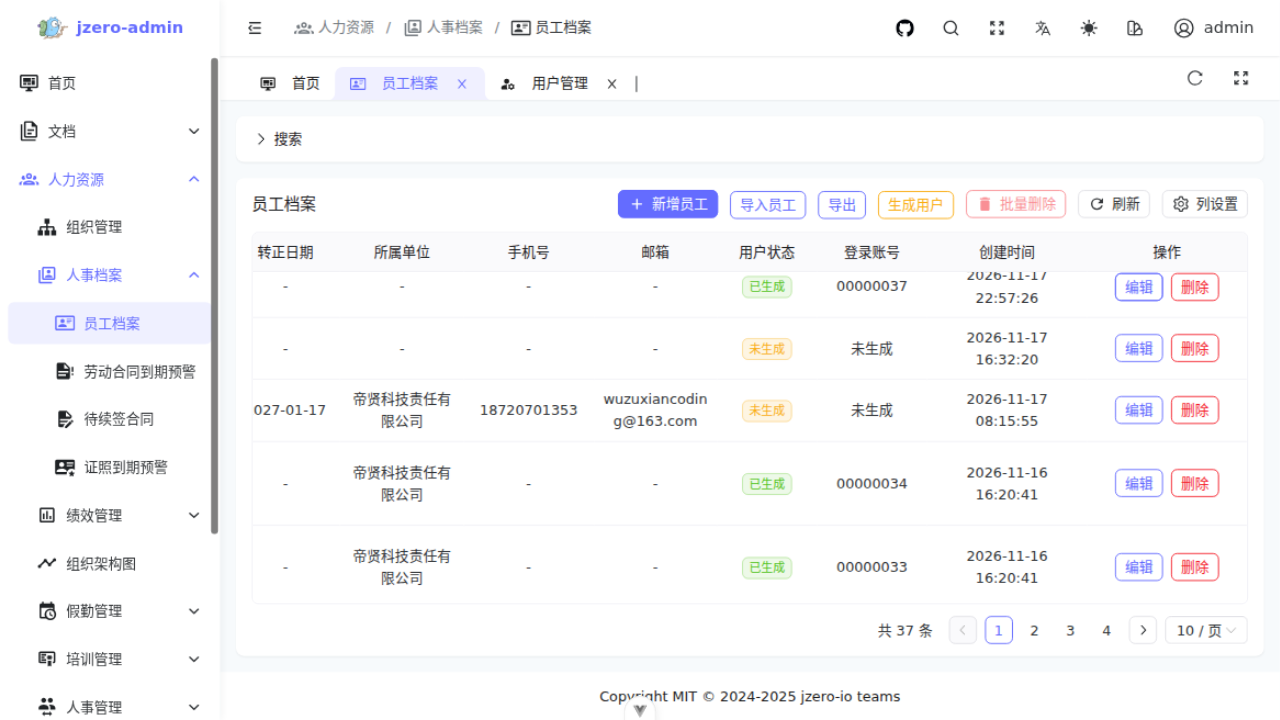 jzero-admin
人力资源 / 人事档案 / 员工档案
admin
首页
员工档案
用户管理
首页
文档
人力资源
组织管理
人事档案
员工档案
劳动合同到期预警
待续签合同
证照到期预警
绩效管理
组织架构图
假勤管理
培训管理
人事管理
搜索
员工档案
新增员工
导入员工
导出
生成用户
批量删除
刷新
列设置
转正日期 所属单位 手机号 邮箱 用户状态 登录账号 创建时间 操作
- - - - 已生成 00000037 2026-11-17 22:57:26 编辑 删除
- - - - 未生成 未生成 2026-11-17 16:32:20 编辑 删除
027-01-17 帝贤科技责任有限公司 18720701353 wuzuxiancoding@163.com 未生成 未生成 2026-11-17 08:15:55 编辑 删除
- 帝贤科技责任有限公司 - - 已生成 00000034 2026-11-16 16:20:41 编辑 删除
- 帝贤科技责任有限公司 - - 已生成 00000033 2026-11-16 16:20:41 编辑 删除
共 37 条 1 2 3 4 10 / 页
Copyright MIT © 2024-2025 jzero-io teams